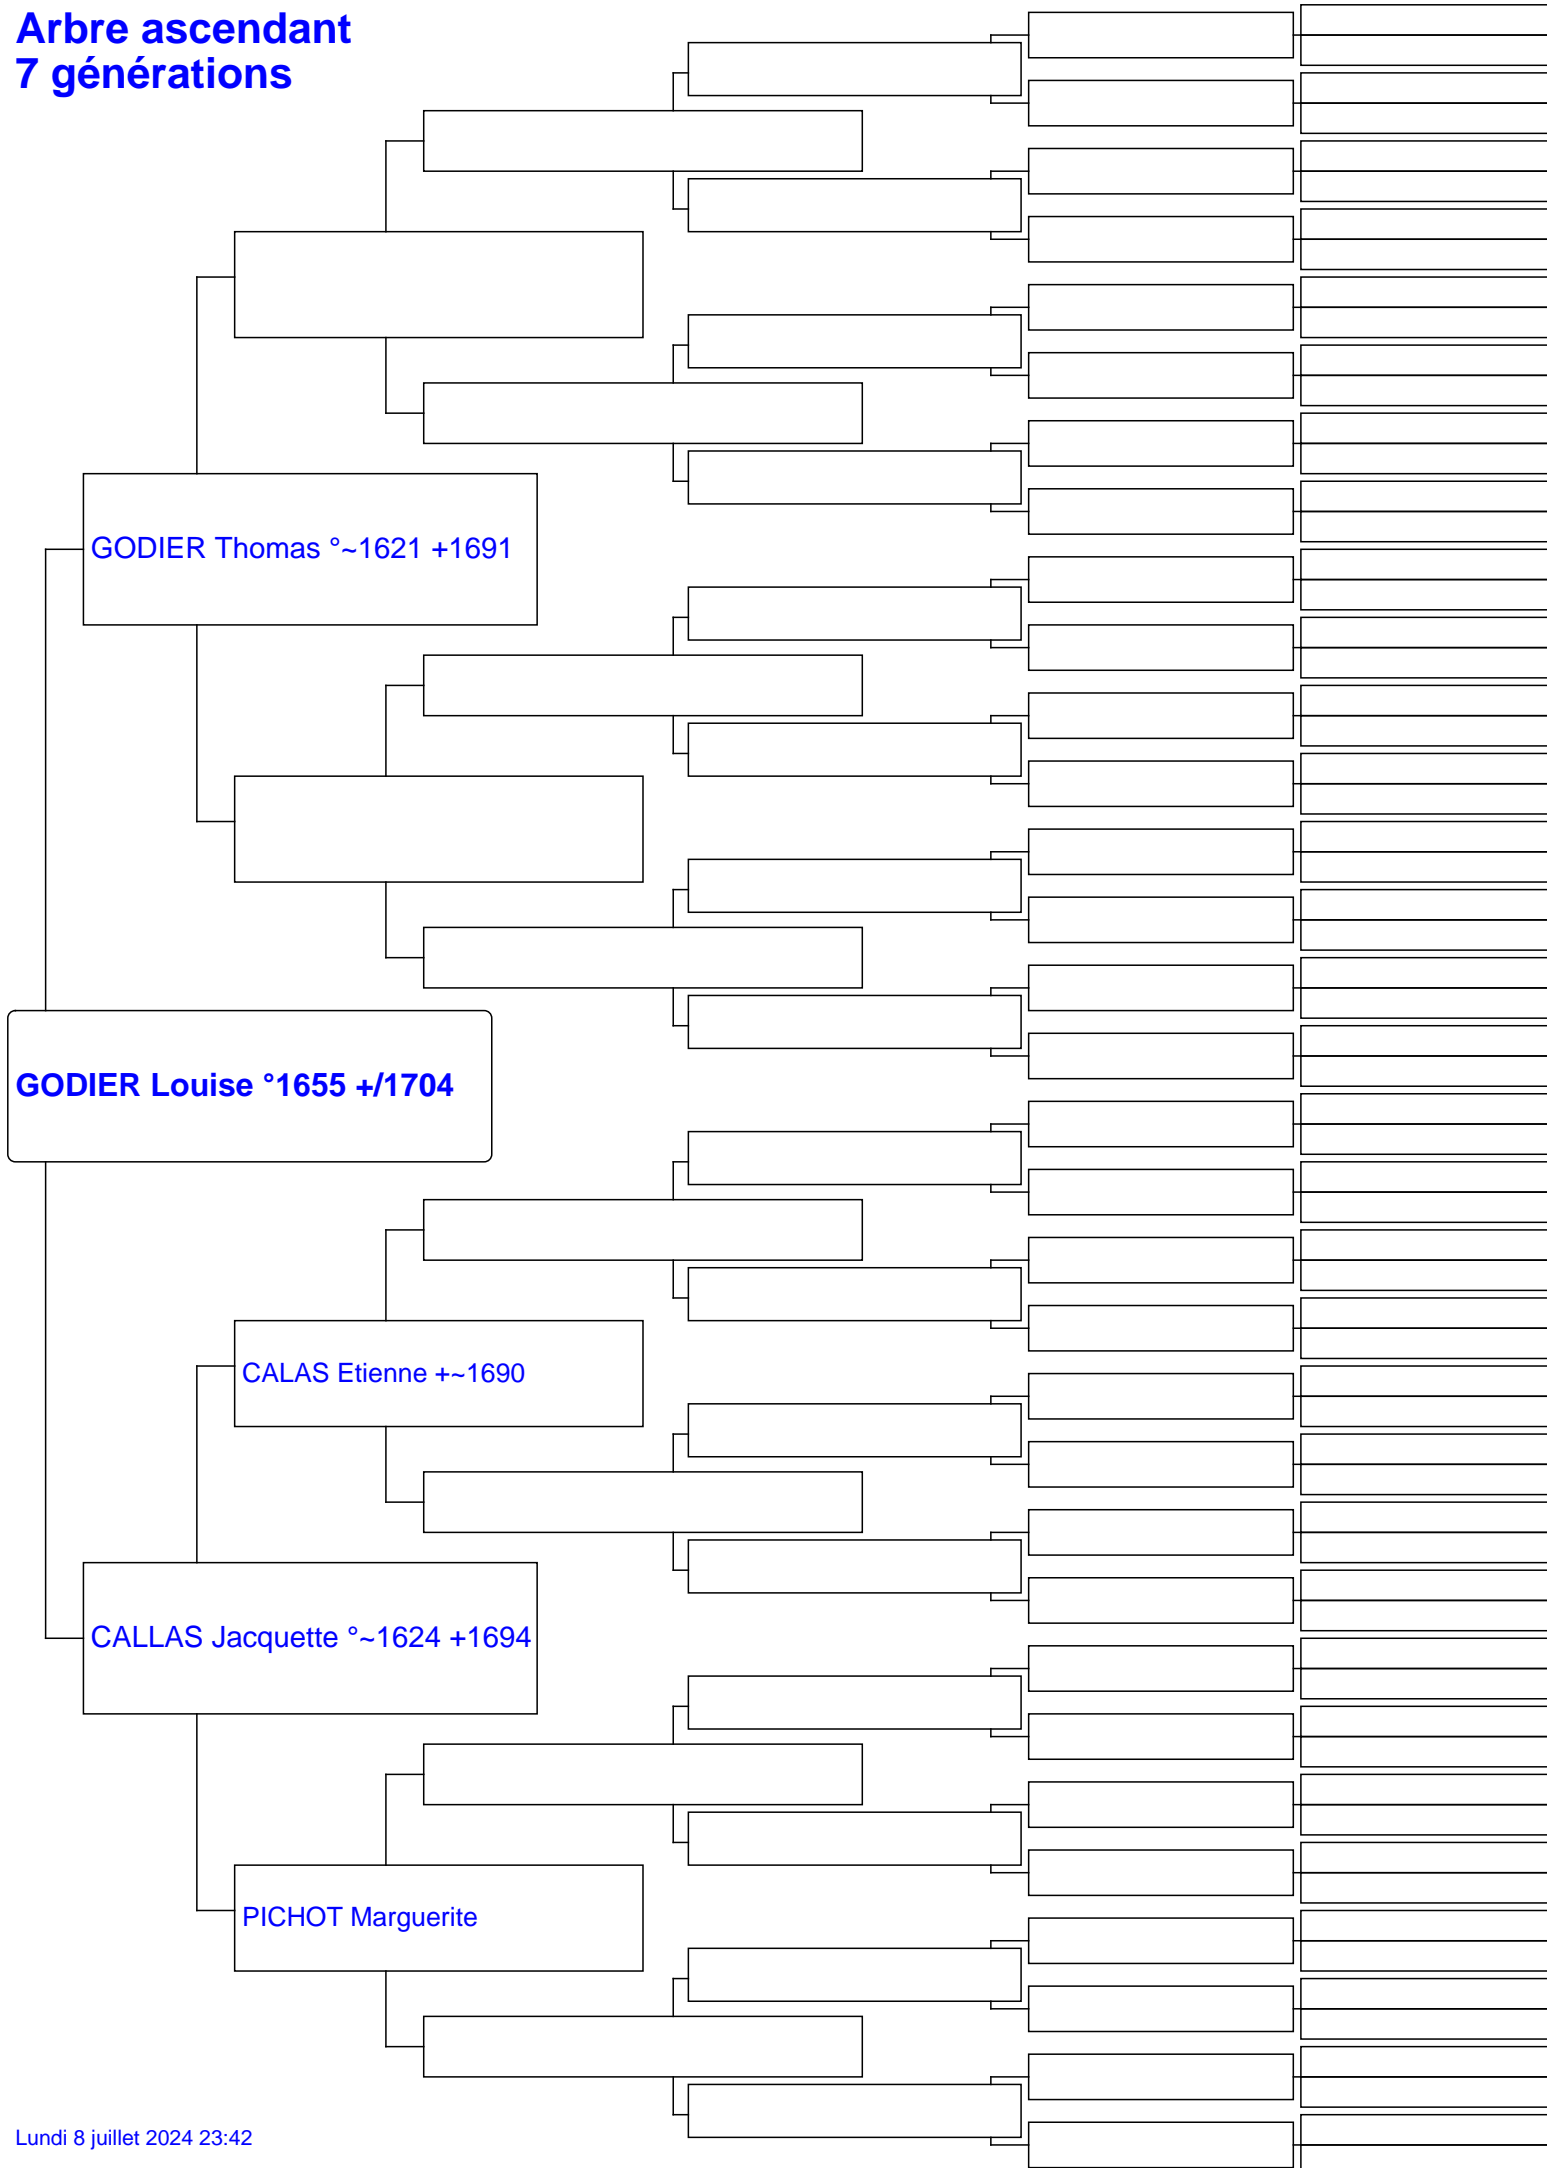 Arbre ascendant
7 générations
GODIER Thomas °~1621 +1691
GODIER Louise °1655 +/1704
CALAS Etienne +~1690
CALLAS Jacquette °~1624 +1694
PICHOT Marguerite
Lundi 8 juillet 2024 23:42